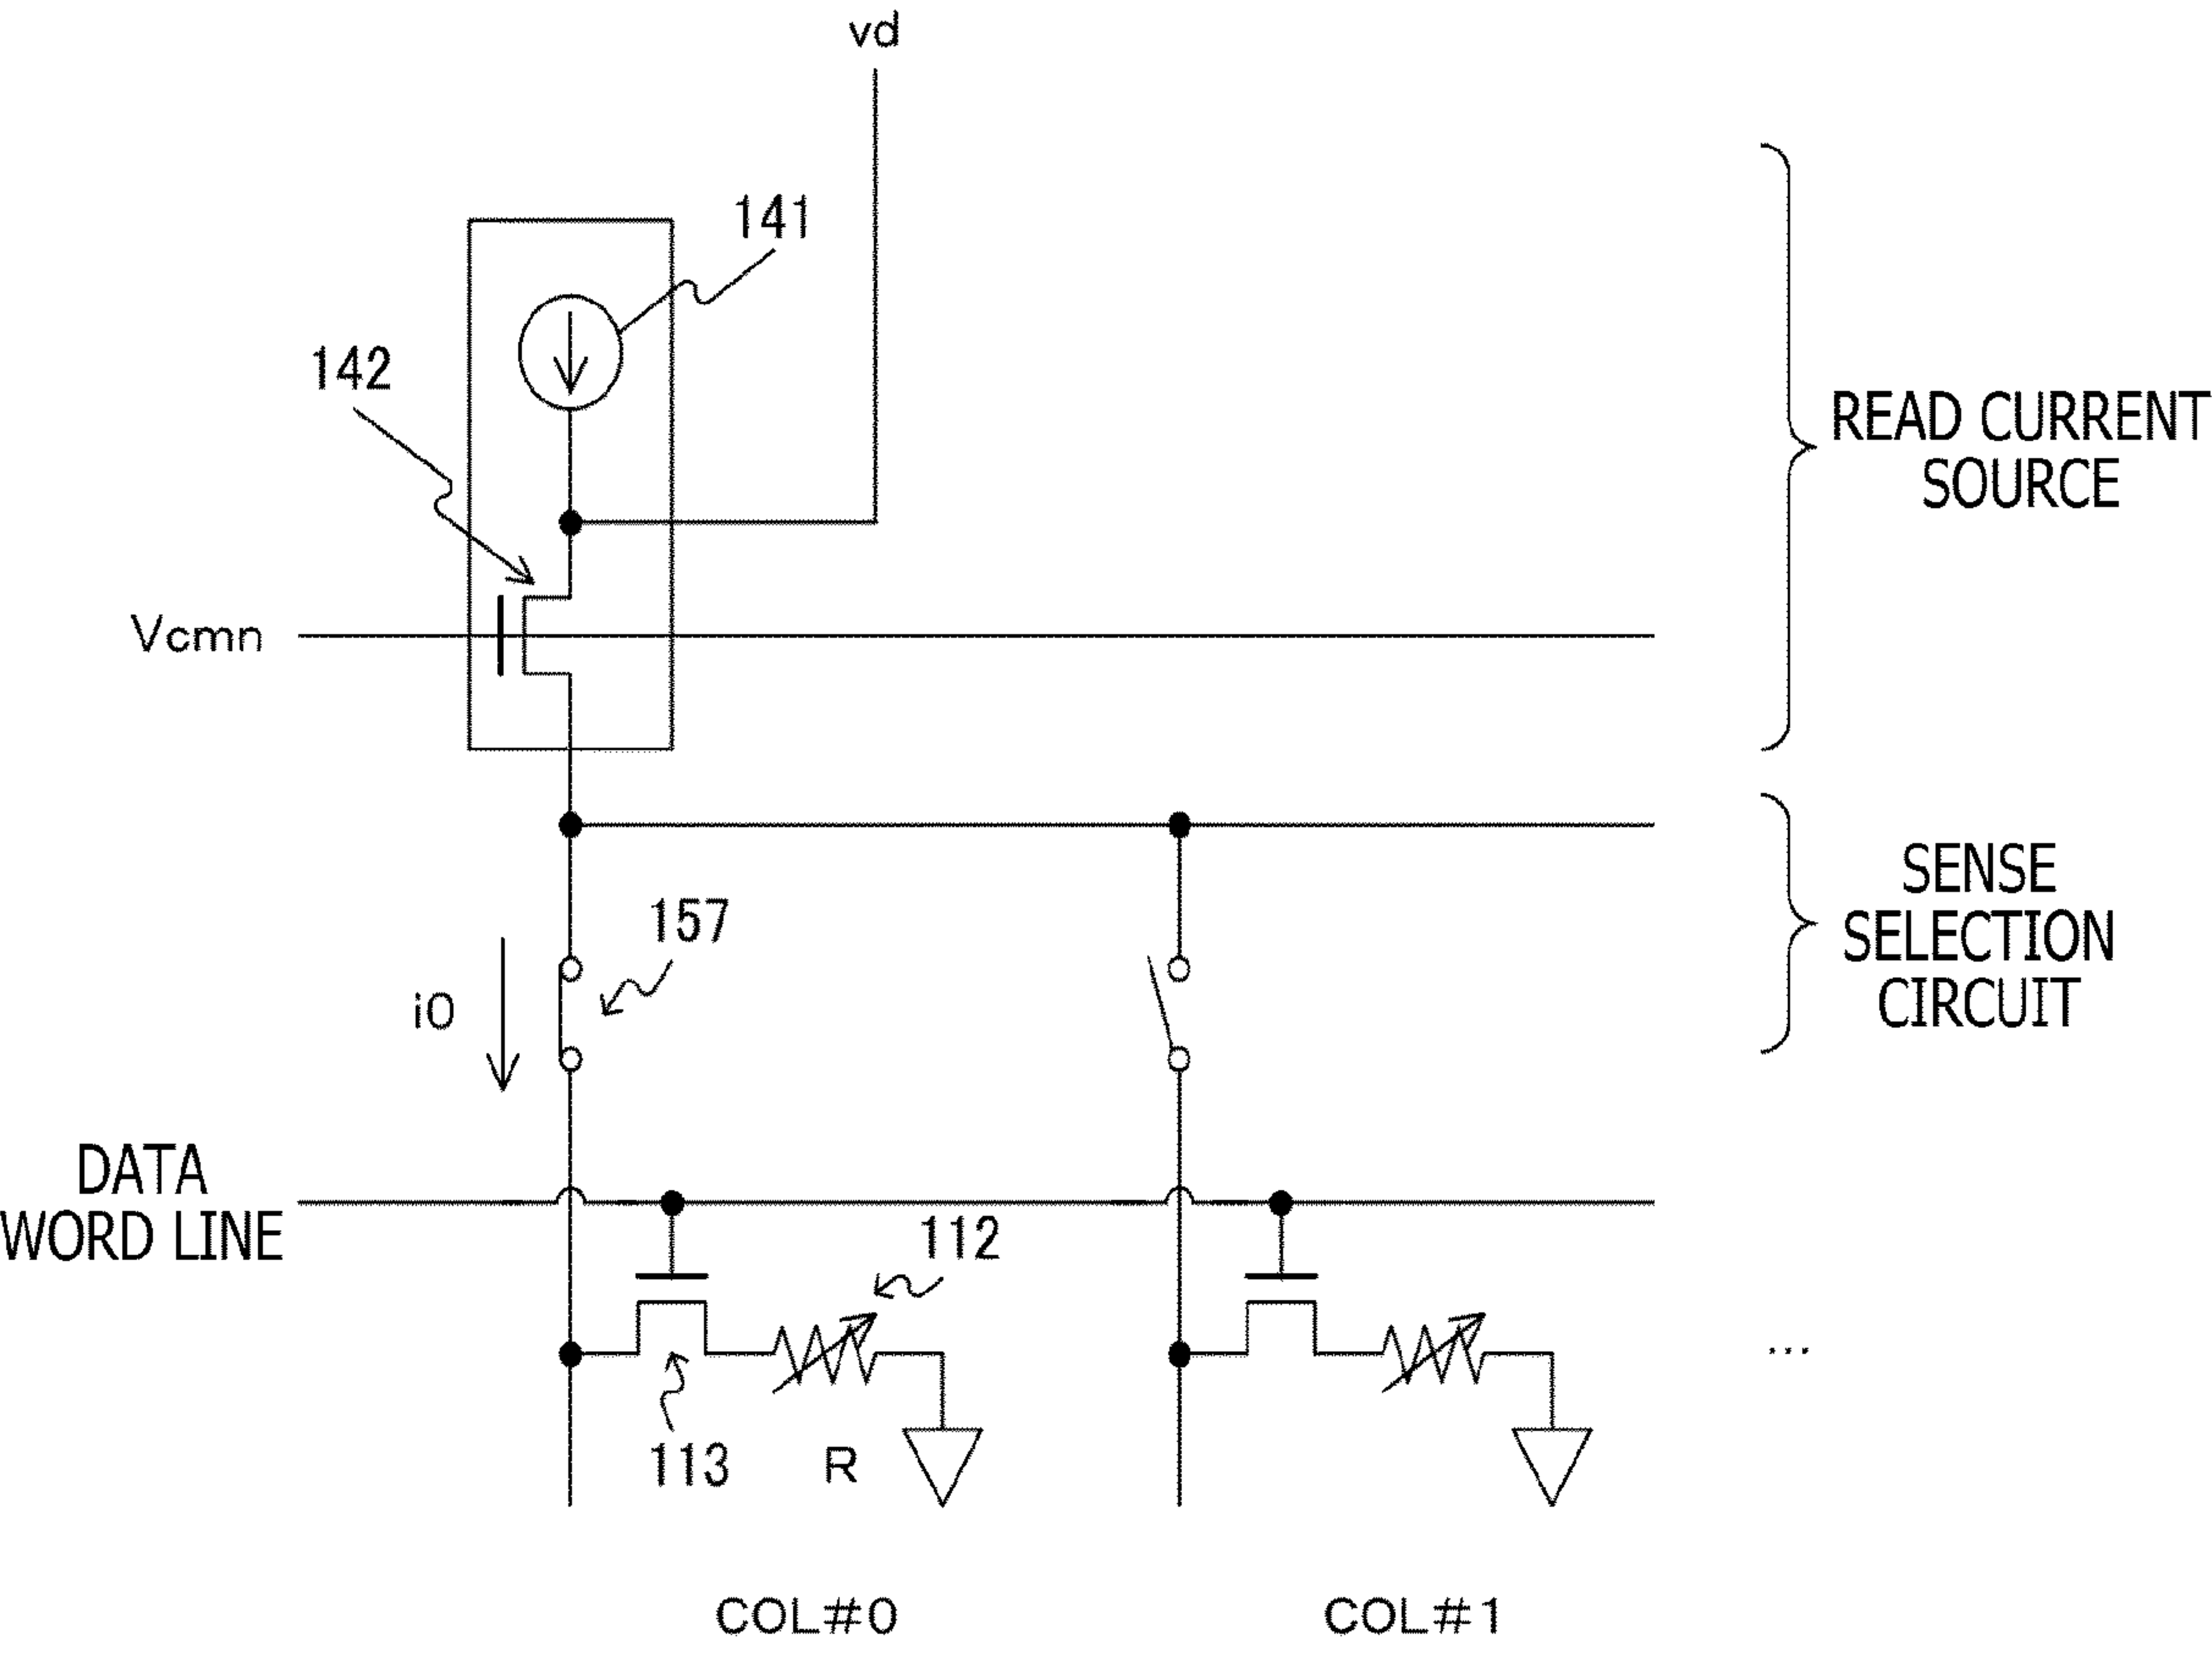 vd
141
142
READ CURRENT
SOURCE
Vcmn
157
SENSE
SELECTION
CIRCUIT
i0
DATA
WORD LINE
112
...
113
R
COL#0
COL#1